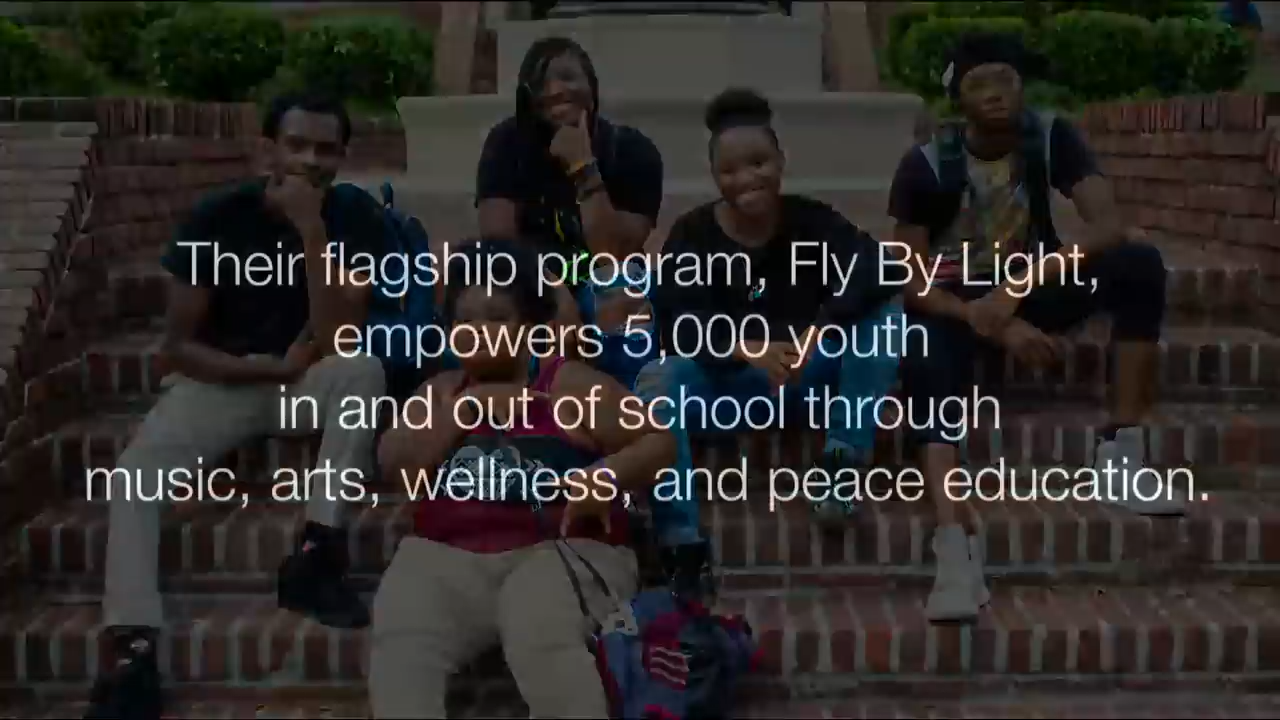 Their flagship program, Fly By Light,
empowers 5,000 youth
in and out of school through
music, arts, wellness, and peace education.